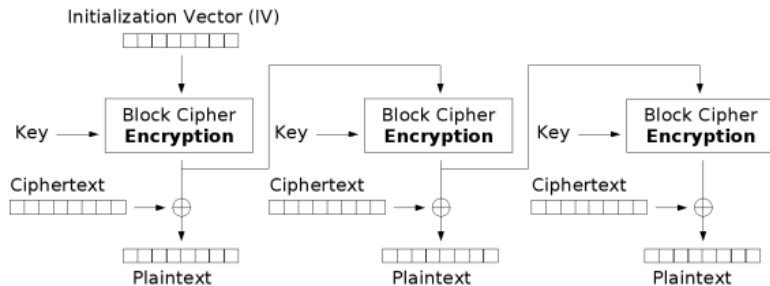 Initialization Vector (IV)
Block Cipher
Encryption
Key
Block Cipher
Encryption
Key
Block Cipher
Encryption
Key
Ciphertext
Ciphertext
Ciphertext
Plaintext
Plaintext
Plaintext